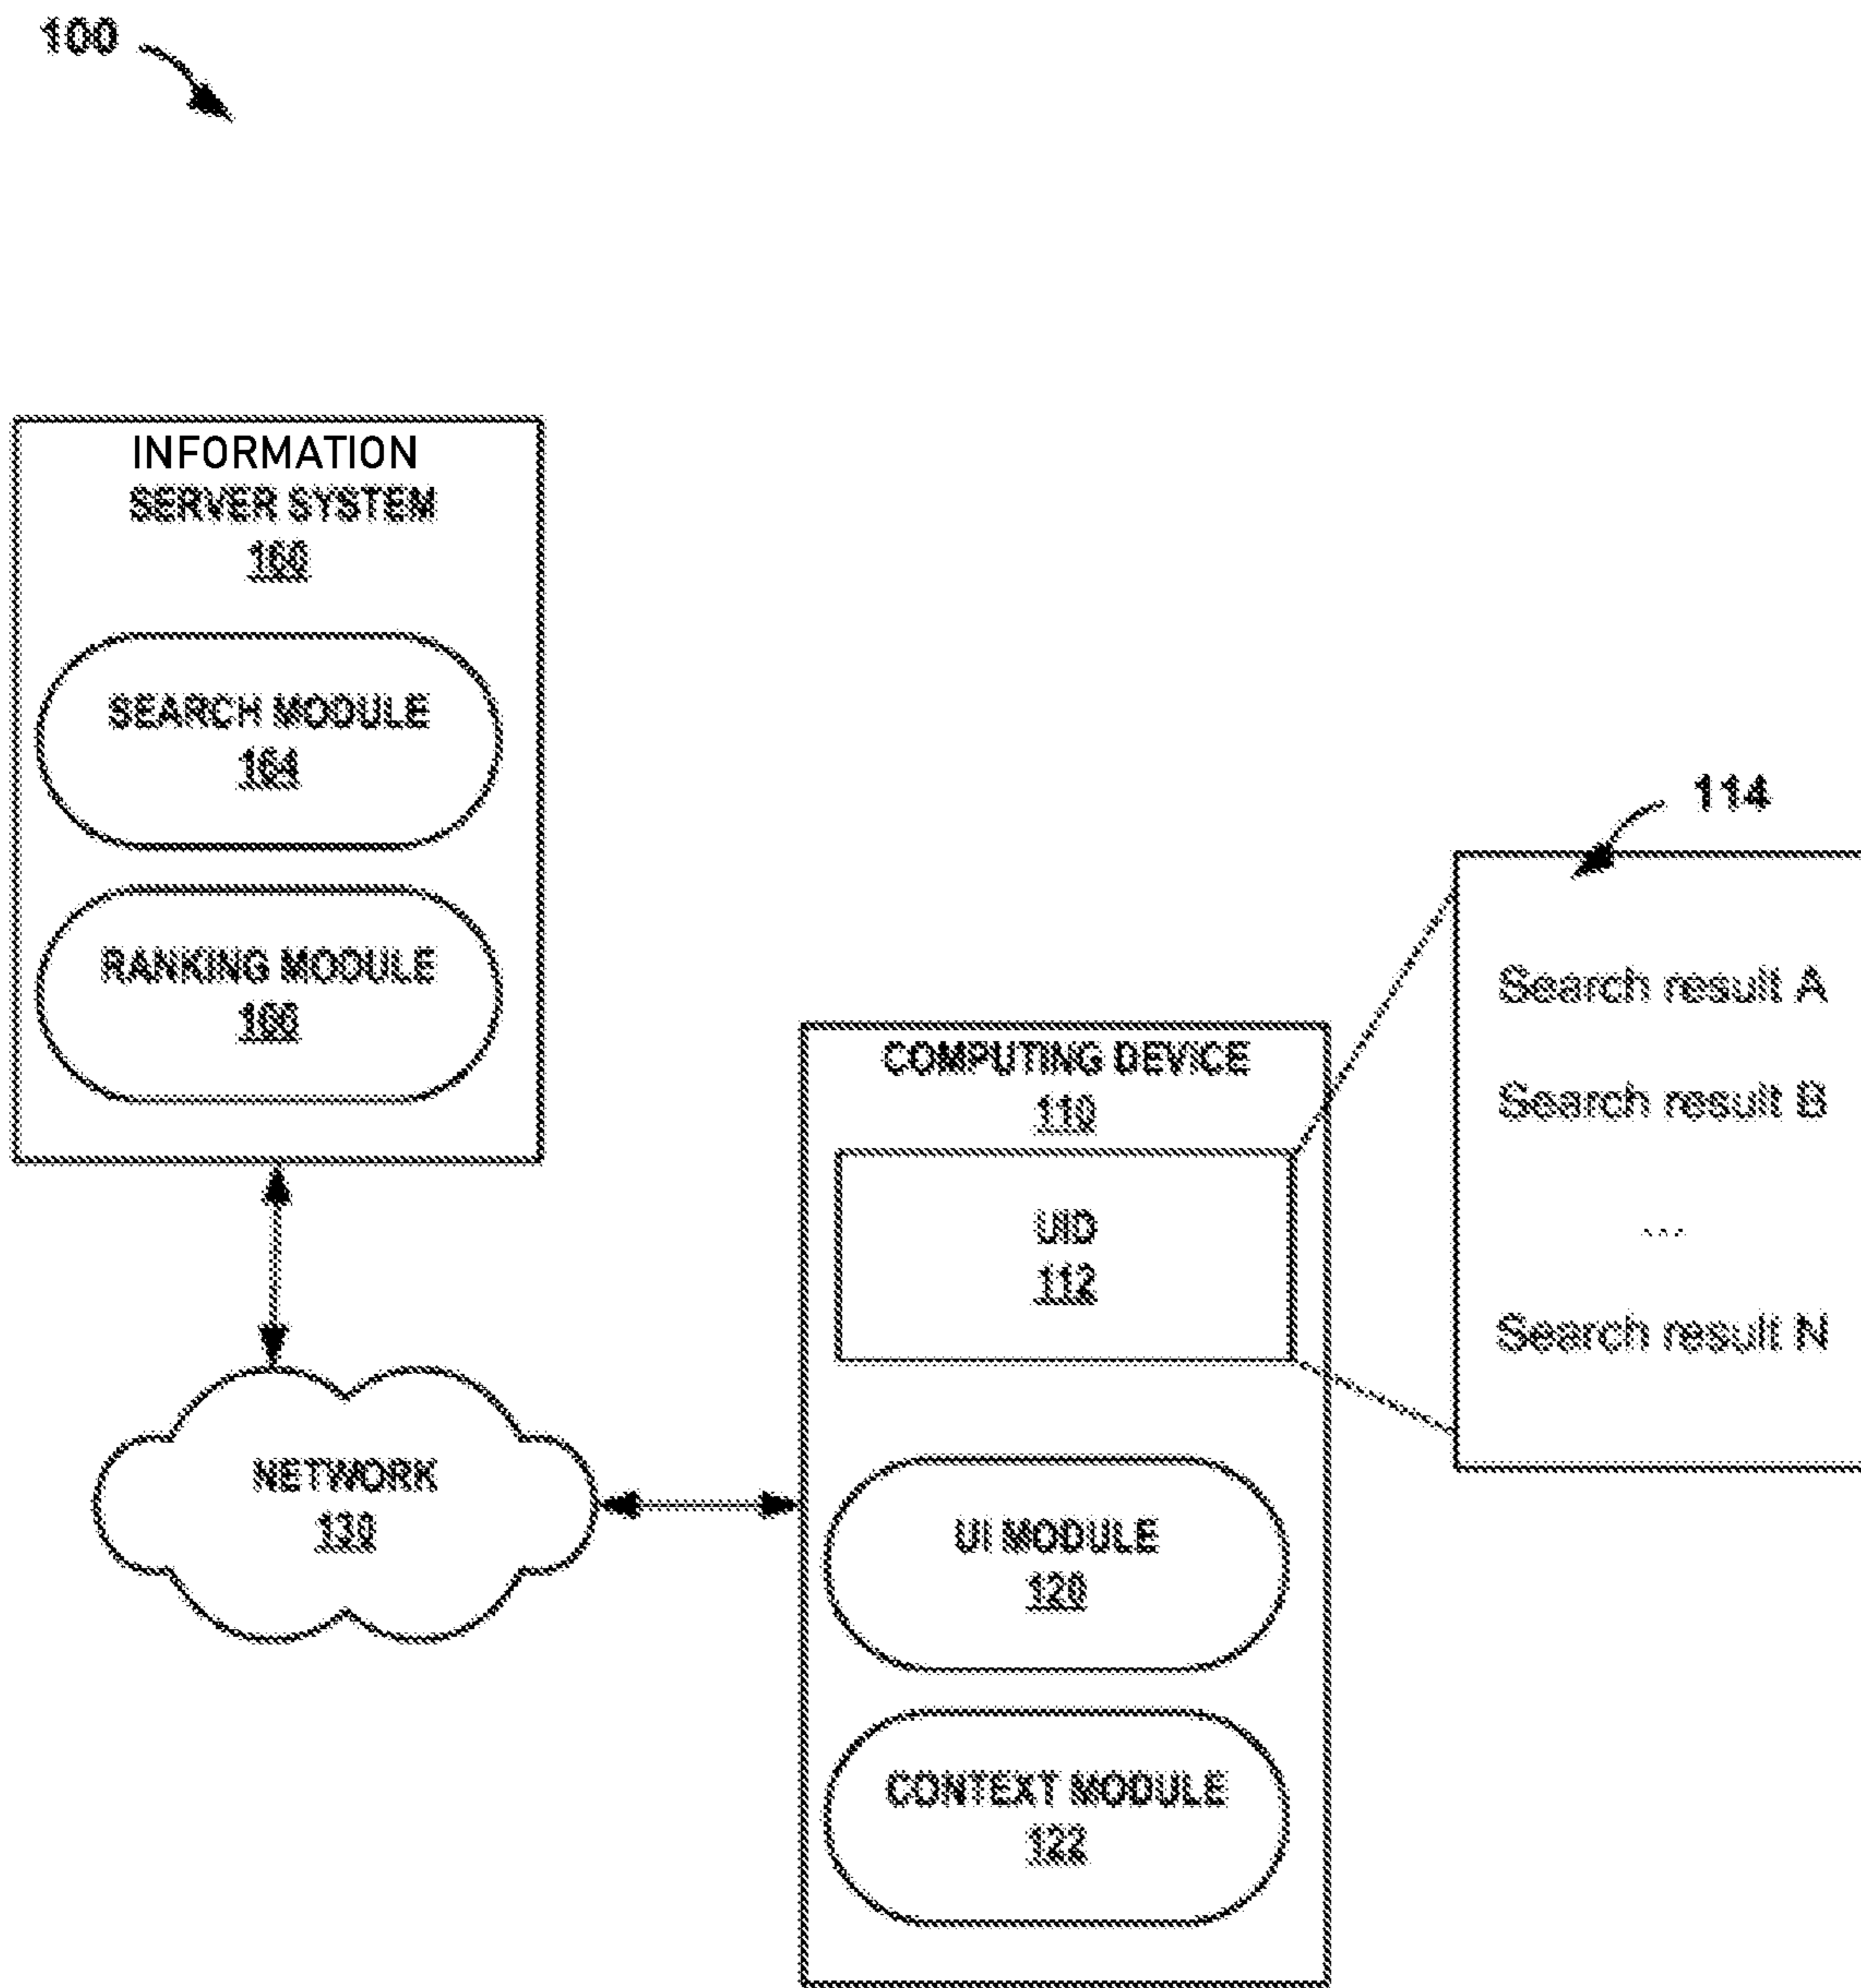 100
INFORMATION
SERVER SYSTEM
160
SEARCH MODULE
164
RANKING MODULE
166
114
Search result A
Search result B
...
Search result N
COMPUTING DEVICE
110
UID
112
NETWORK
130
UI MODULE
120
CONTEXT MODULE
122